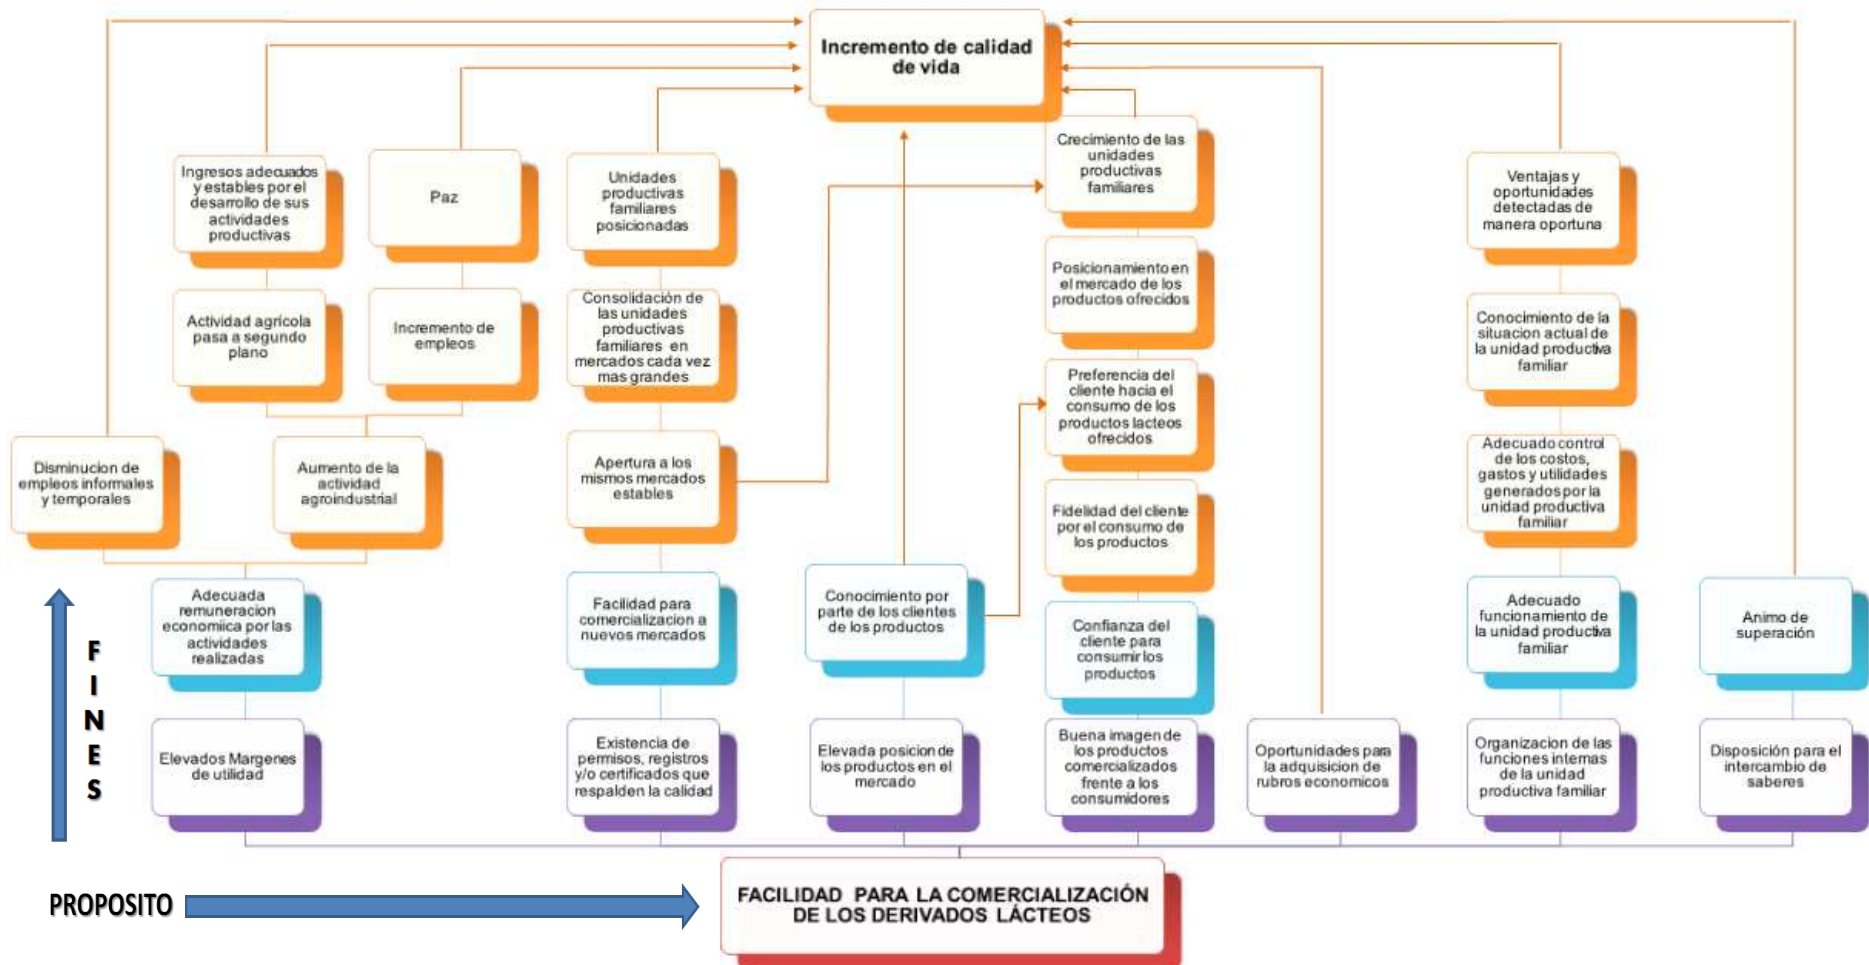 Incremento de calidad
de vida
Ingresos adecuados
y estables por el
desarrollo de sus
actividades
productivas
Paz
Unidades
productivas
familiares
posicionadas
Crecimiento de las
unidades
productivas
familiares
Ventajas y
oportunidades
detectadas de
manera oportuna
Actividad agrícola
pasa a segundo
plano
Incremento de
empleos
Consolidación de
las unidades
productivas
familiares en
mercados cada vez
mas grandes
Posicionamiento en
el mercado de los
productos ofrecidos
Conocimiento de la
situacion actual de
la unidad productiva
familiar
Preferencia del
cliente hacia el
consumo de los
productos lacteos
ofrecidos
Disminucion de
empleos informales
y temporales
Aumento de la
actividad
agroindustrial
Apertura a los
mismos mercados
estables
Adecuado control
de los costos,
gastos y utilidades
generados por la
unidad productiva
familiar
Fidelidad del cliente
por el consumo de
los productos
Adecuada
remuneracion
economiica por las
actividades
realizadas
Facilidad para
comercializacion a
nuevos mercados
Conocimiento por
parte de los clientes
de los productos
Confianza del
cliente para
consumir los
productos
Adecuado
funcionamiento de
la unidad productiva
familiar
Animo de
superación
F
I
N
E
S
Elevados Margenes
de utilidad
Existencia de
permisos, registros
y/o certificados que
respalden la calidad
Elevada posicion de
los productos en el
mercado
Buena imagen de
los productos
comercializados
frente a los
consumidores
Oportunidades para
la adquisicion de
rubros economicos
Organizacion de las
funciones internas
de la unidad
productiva familiar
Disposición para el
intercambio de
saberes
PROPOSITO
FACILIDAD PARA LA COMERCIALIZACIÓN
DE LOS DERIVADOS LÁCTEOS